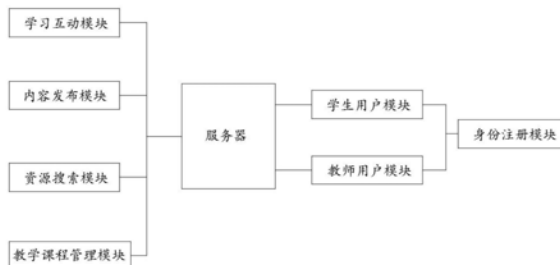 学习互动模块
内容发布模块
资源搜索模块
教学课程管理模块
服务器
学生用户模块
教师用户模块
身份注册模块